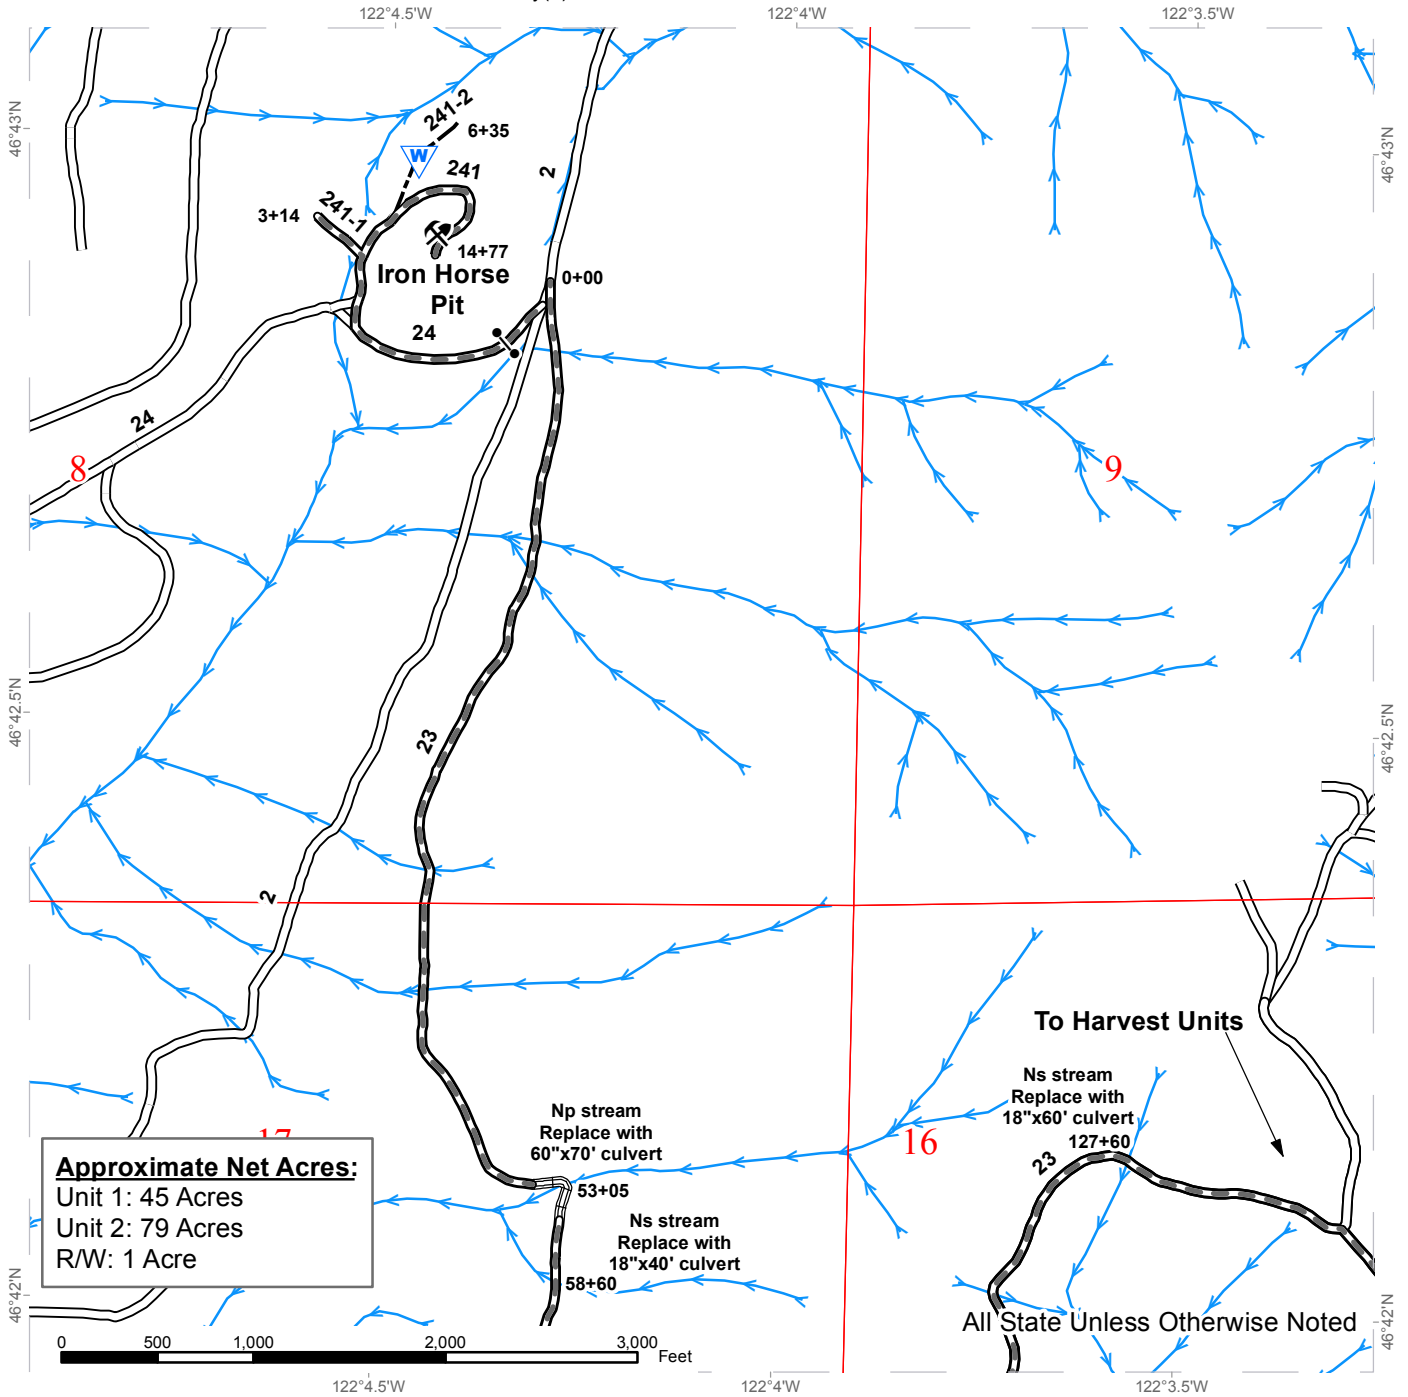 122°4.5'W
122°4'W
122°3.5'W
46°43'N
46°43'N
241-2
6+35
W
241
2
241-1
3+14
14+77
Iron Horse
Pit
0+00
24
24
8
9
46°42.5'N
46°42.5'N
23
2
To Harvest Units
Ns stream
Replace with
18"x60' culvert
127+60
Np stream
Replace with
60"x70' culvert
17
16
23
53+05
Approximate Net Acres:
Unit 1: 45 Acres
Unit 2: 79 Acres
R/W: 1 Acre
Ns stream
Replace with
18"x40' culvert
58+60
46°42'N
46°42'N
All State Unless Otherwise Noted
0 500 1,000 2,000 3,000
Feet
122°4.5'W
122°4'W
122°3.5'W